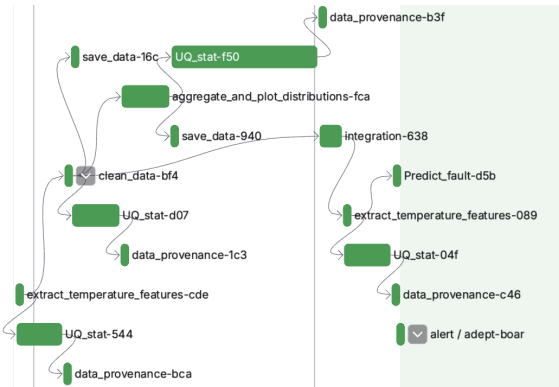 data_provenance-b3f
save_data-16c
UQ_stat-f50
aggregate_and_plot_distributions-fca
save_data-940
integration-638
clean_data-bf4
Predict_fault-d5b
UQ_stat-d07
extract_temperature_features-089
data_provenance-1c3
UQ_stat-04f
extract_temperature_features-cde
data_provenance-c46
UQ_stat-544
alert / adept-boar
data_provenance-bca